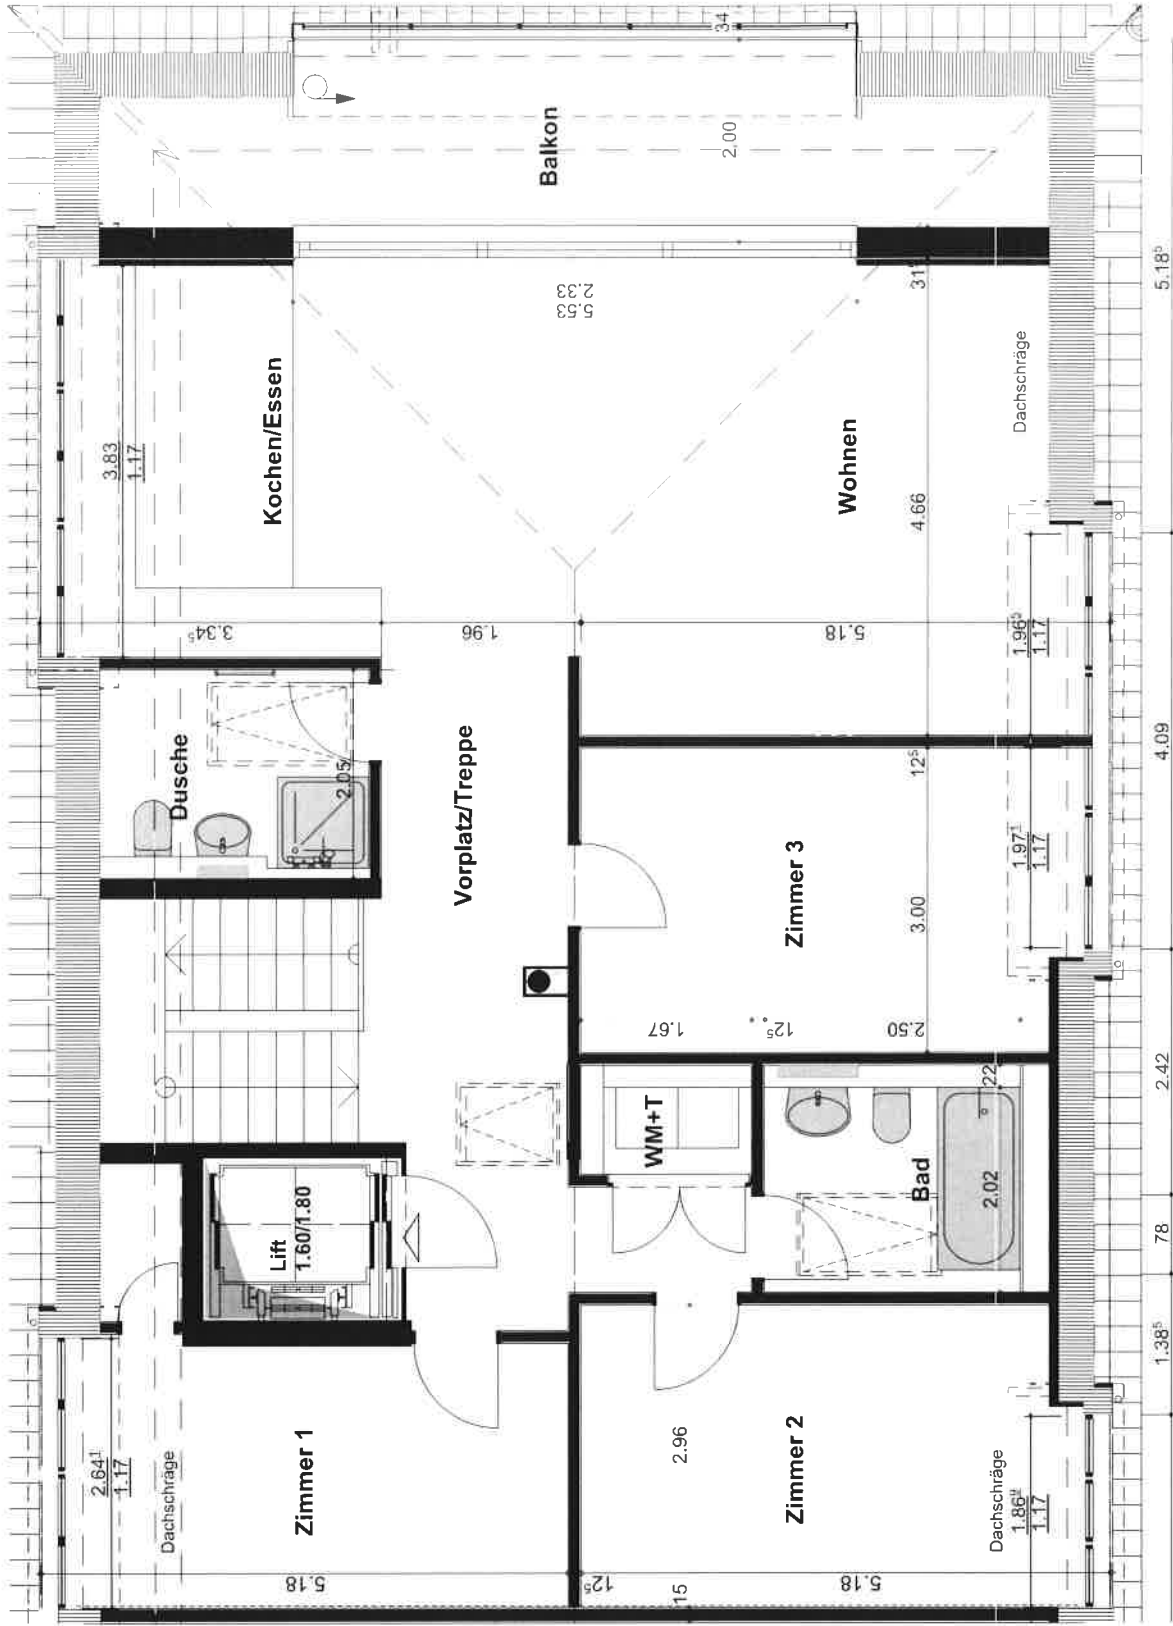 34
Balkon
2,00
5.53
2.33
31⁵
5.18⁵
3.83
1.17
Kochen/Essen
Wohnen
Dachschräge
4.66
3.34⁵
1.96
5.18
1.96⁵
1.17
Dusche
2.05
Vorplatz/Treppe
12⁵
4.09
Zimmer 3
3.00
1.97¹
1.17
1.67
12⁵
2.50
WM+T
22
2.42
Bad
2.02
Lift
1.60/1.80
78
1.38⁵
2.64¹
1.17
Dachschräge
Zimmer 1
2.96
Zimmer 2
Dachschräge
1.86⁹
1.17
5.18
12⁵
5.18
15